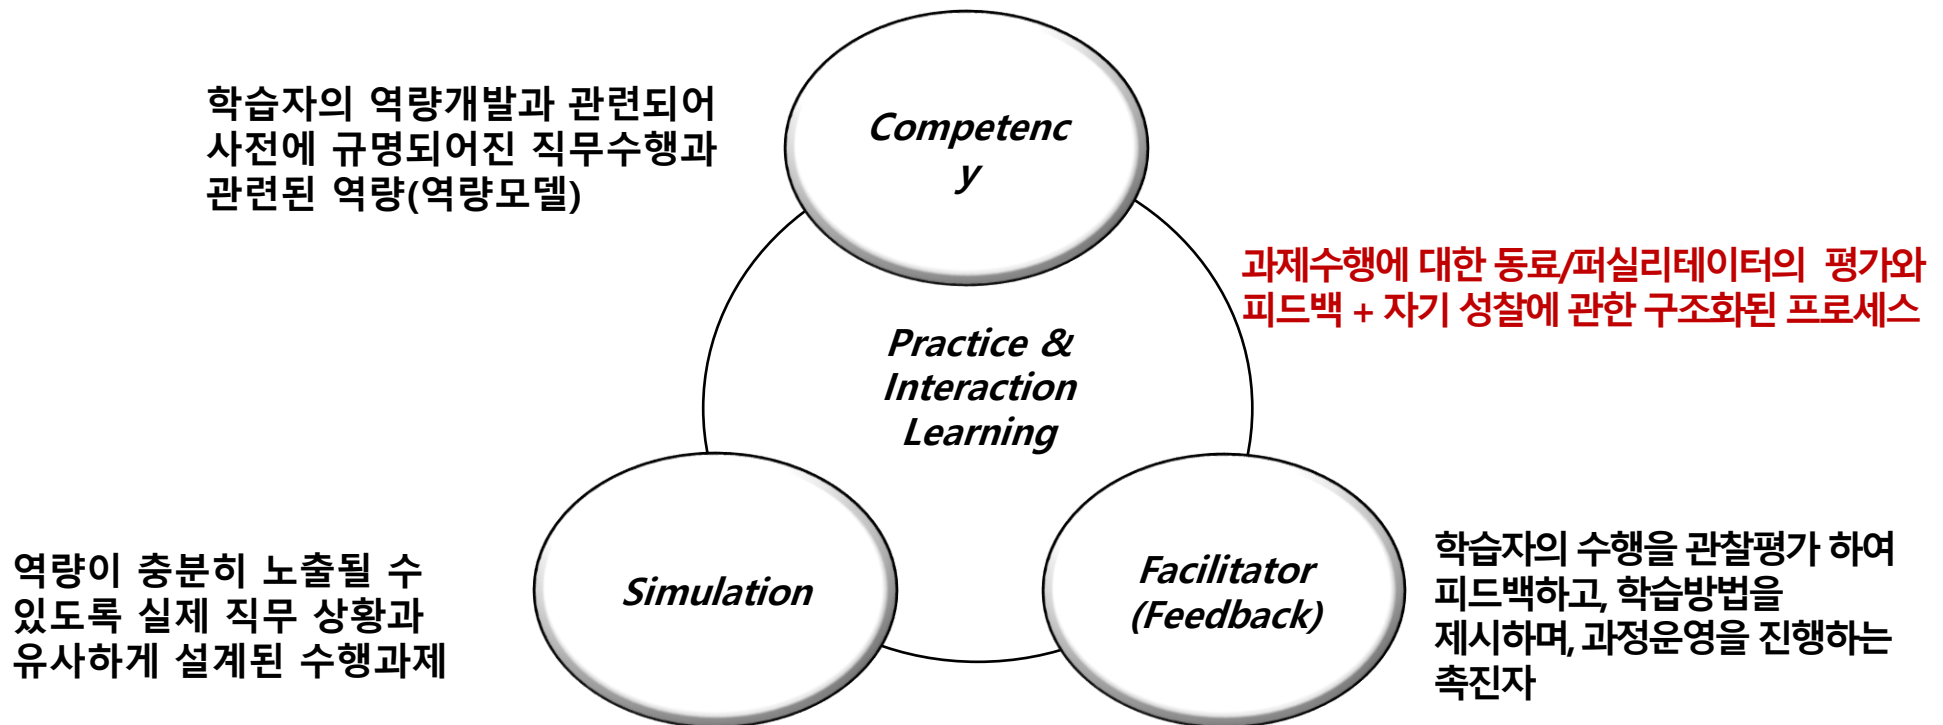 학습자의 역량개발과 관련되어
사전에 규명되어진 직무수행과
관련된 역량(역량모델)
Competenc
y
과제수행에 대한 동료/퍼실리테이터의 평가와
피드백 + 자기 성찰에 관한 구조화된 프로세스
Practice &
Interaction
Learning
역량이 충분히 노출될 수
있도록 실제 직무 상황과
유사하게 설계된 수행과제
Simulation
Facilitator
(Feedback)
학습자의 수행을 관찰평가 하여
피드백하고, 학습방법을
제시하며, 과정운영을 진행하는
촉진자